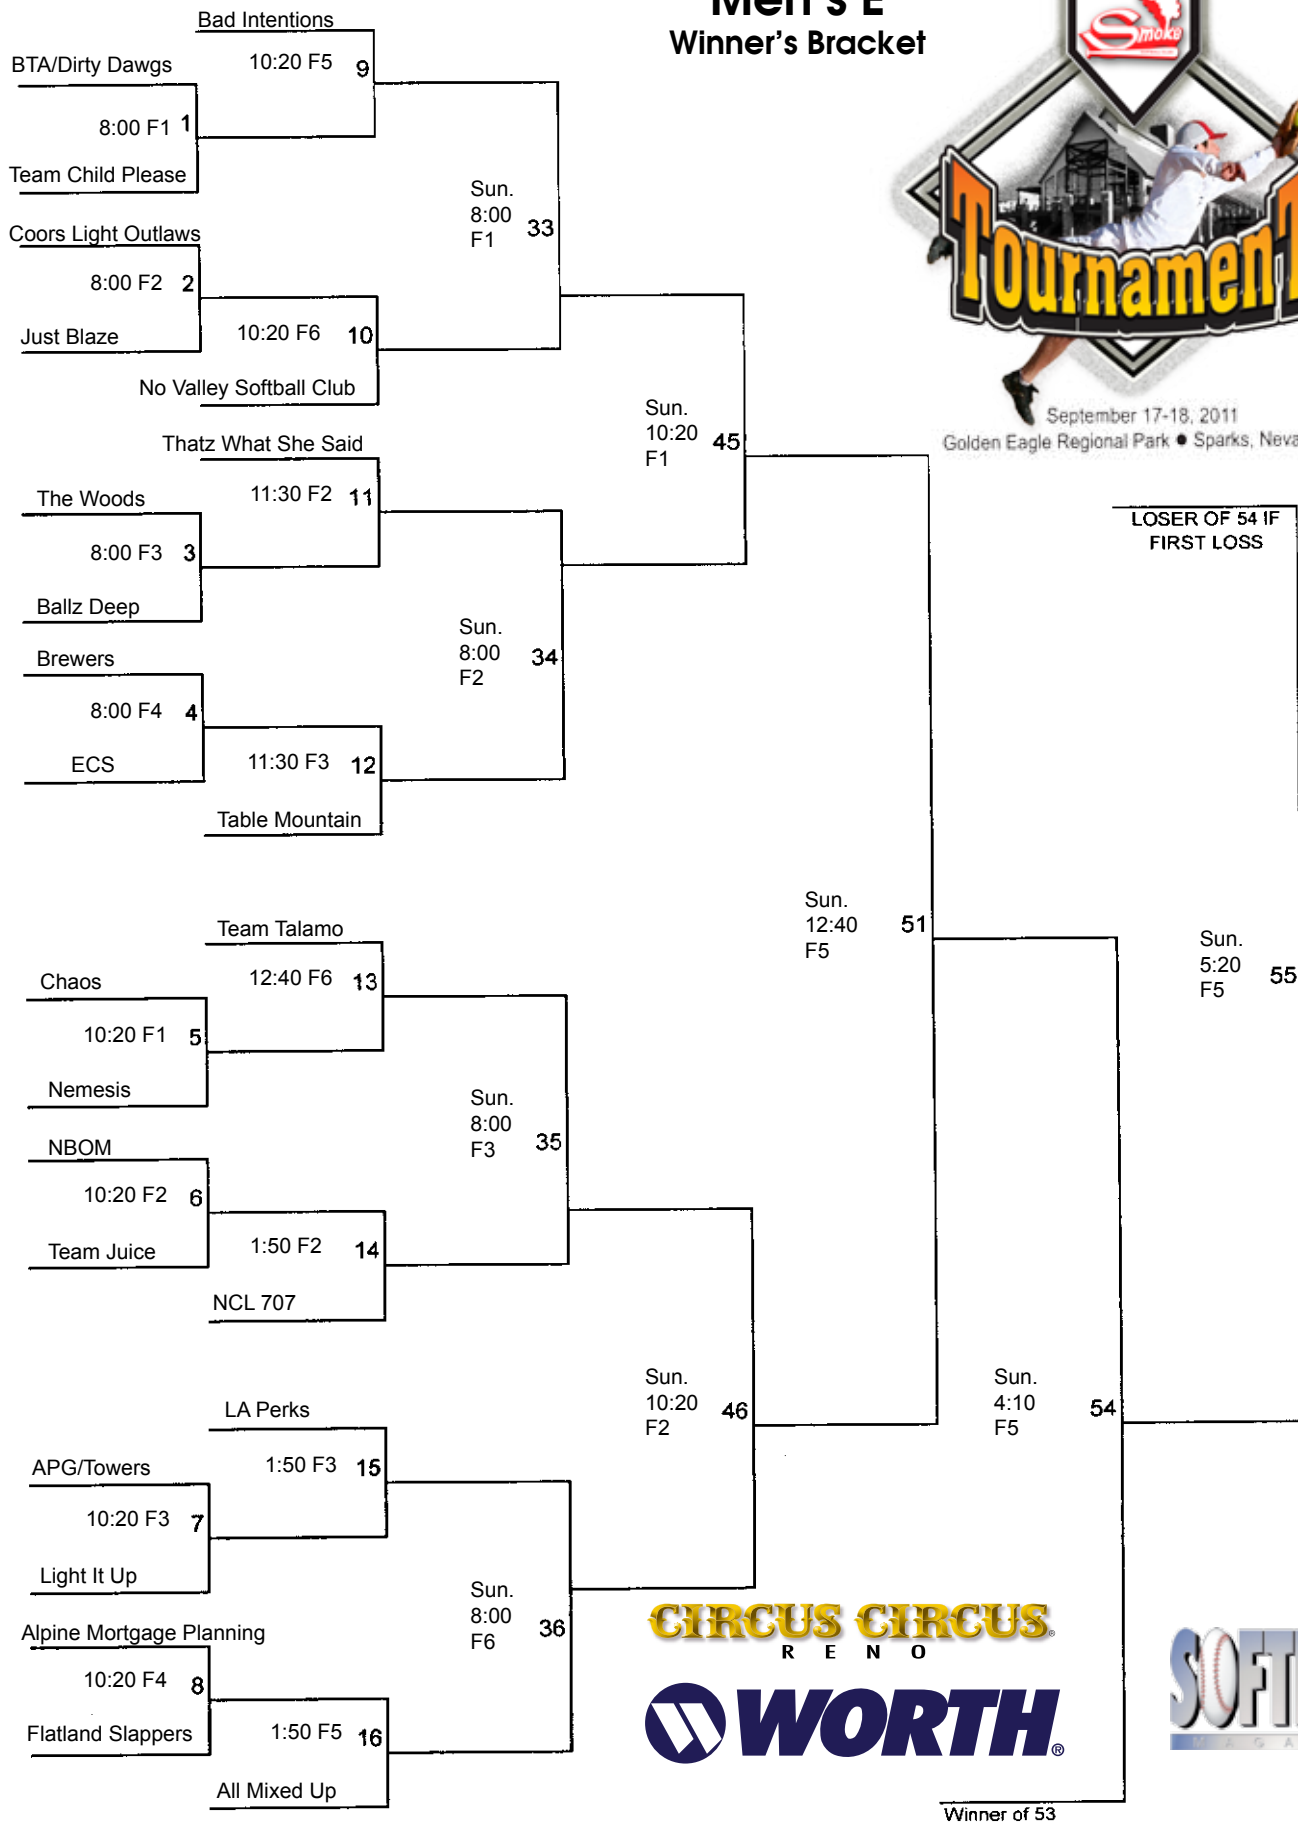 Men's E
Winner's Bracket
Smoke
Tournamen
September 17-18, 2011
Golden Eagle Regional Park ● Sparks, Neva
Bad Intentions
10:20 F5 9
BTA/Dirty Dawgs
8:00 F1 1
Team Child Please
Sun.
8:00
F1
33
Coors Light Outlaws
8:00 F2 2
Just Blaze
10:20 F6 10
No Valley Softball Club
Sun.
10:20
F1
45
Thatz What She Said
11:30 F2 11
The Woods
8:00 F3 3
Ballz Deep
Sun.
8:00
F2
34
Brewers
8:00 F4 4
ECS
11:30 F3 12
Table Mountain
LOSER OF 54 IF
FIRST LOSS
Sun.
12:40
F5
51
Sun.
5:20
F5
55
Team Talamo
12:40 F6 13
Chaos
10:20 F1 5
Nemesis
Sun.
8:00
F3
35
NBOM
10:20 F2 6
Team Juice
1:50 F2 14
NCL 707
Sun.
10:20
F2
46
Sun.
4:10
F5
54
LA Perks
1:50 F3 15
APG/Towers
10:20 F3 7
Light It Up
Sun.
8:00
F6
36
Alpine Mortgage Planning
10:20 F4 8
Flatland Slappers
1:50 F5 16
All Mixed Up
CIRCUS CIRCUS®
RENO
WORTH®
SOFT
MAGA
Winner of 53